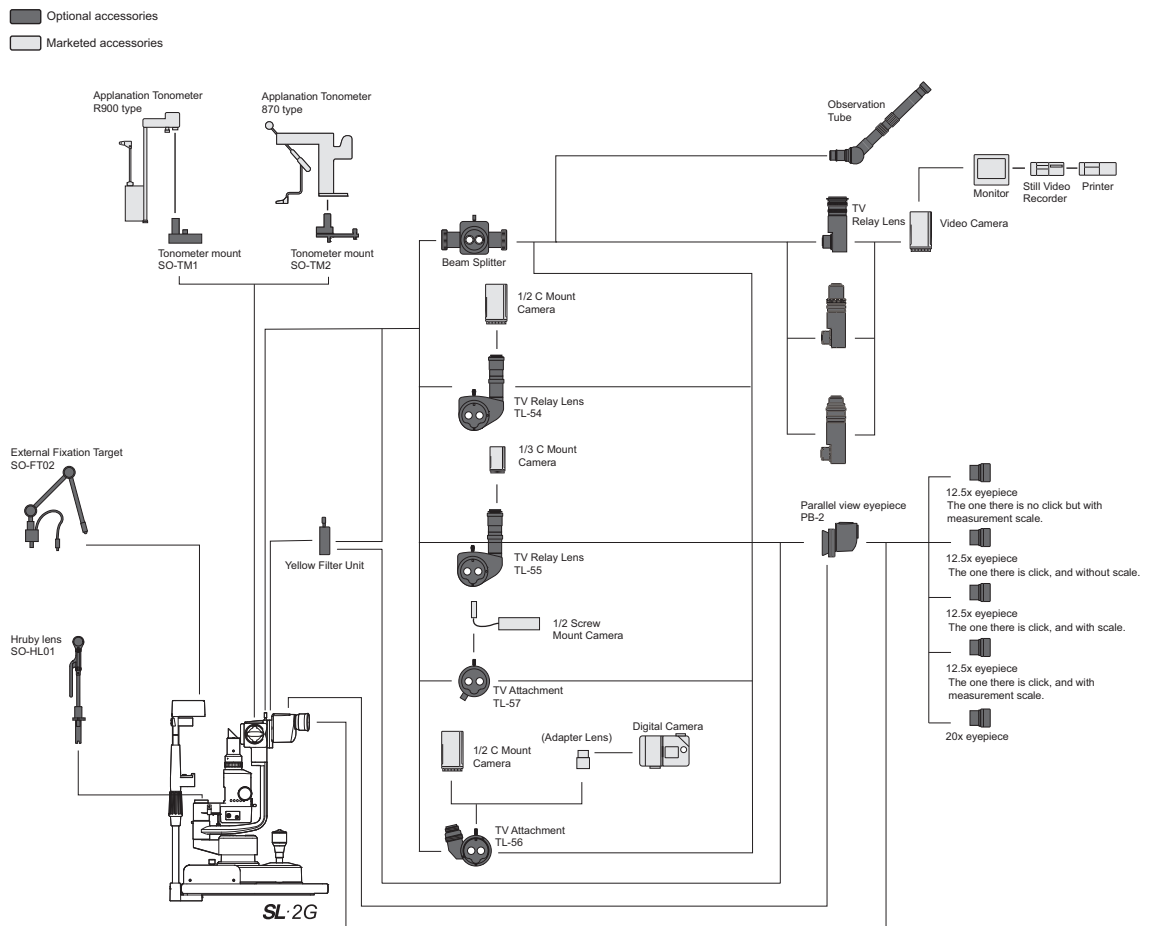 Optional accessories
Marketed accessories
Applanation Tonometer
R900 type
Applanation Tonometer
870 type
Tonometer mount
SO-TM1
Tonometer mount
SO-TM2
Observation
Tube
Monitor
Still Video
Recorder
Printer
TV
Relay Lens
Video Camera
Beam Splitter
1/2 C Mount
Camera
TV Relay Lens
TL-54
1/3 C Mount
Camera
External Fixation Target
SO-FT02
Yellow Filter Unit
TV Relay Lens
TL-55
Parallel view eyepiece
PB-2
12.5x eyepiece
The one there is no click but with
measurement scale.
12.5x eyepiece
The one there is click, and without scale.
12.5x eyepiece
The one there is click, and with scale.
12.5x eyepiece
The one there is click, and with
measurement scale.
20x eyepiece
1/2 Screw
Mount Camera
Hruby lens
SO-HL01
TV Attachment
TL-57
1/2 C Mount
Camera
(Adapter Lens)
Digital Camera
TV Attachment
TL-56
SL·2G